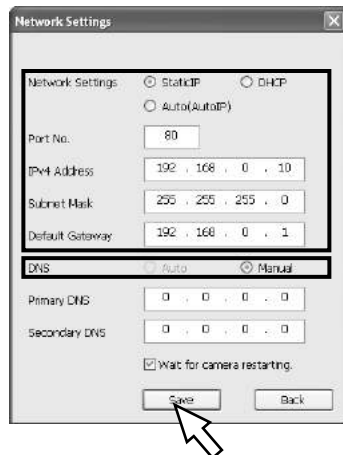 Network Settings
Network Settings StaticIP DHCP
Auto(AutoIP)
Port No. 80
IPv4 Address 192 . 168 . 0 . 10
Subnet Mask 255 . 255 . 255 . 0
Default Gateway 192 . 168 . 0 . 1
DNS Auto Manual
Primary DNS 0 . 0 . 0 . 0
Secondary DNS 0 . 0 . 0 . 0
Wait for camera restarting.
Save Back